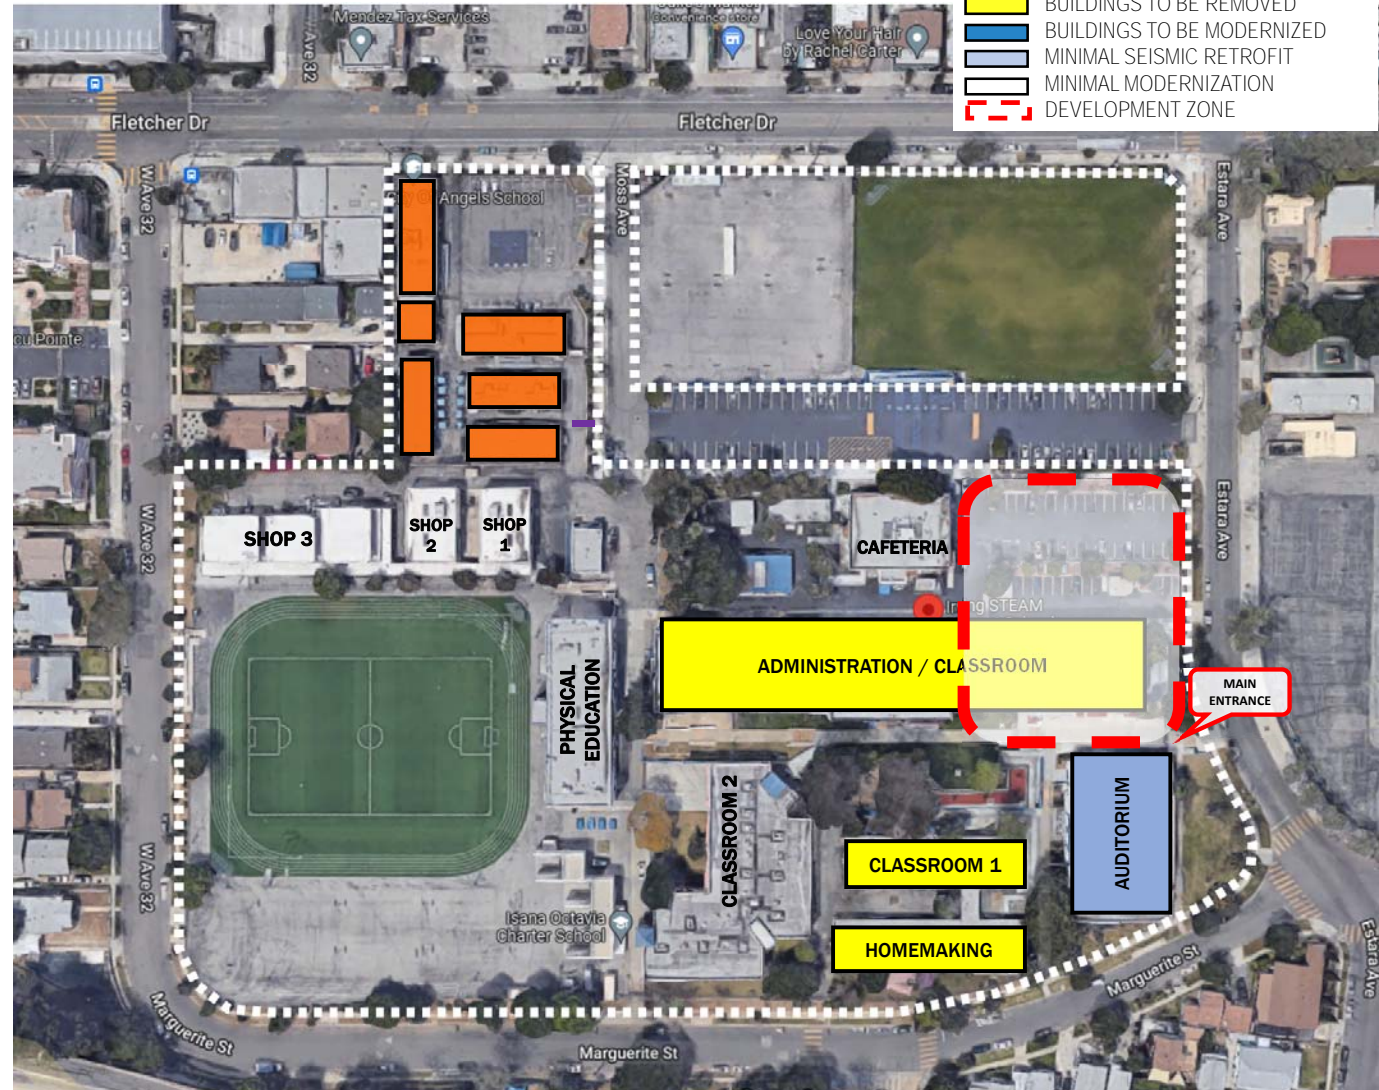 BUILDINGS TO BE REMOVED
BUILDINGS TO BE MODERNIZED
MINIMAL SEISMIC RETROFIT
MINIMAL MODERNIZATION
DEVELOPMENT ZONE
Mendez Tax Services
Convenience store
Love Your Hair
by Rachel Carter
W Ave 32
Fletcher Dr
Fletcher Dr
W Ave 32
Moss Ave
Estara Ave
Angels School
cu Pointe
W Ave 32
Estara Ave
SHOP 3
SHOP
2
SHOP
1
CAFETERIA
Irving STEAM
ADMINISTRATION / CLASSROOM
PHYSICAL
EDUCATION
MAIN
ENTRANCE
CLASSROOM 2
AUDITORIUM
CLASSROOM 1
W Ave 32
Isana Octavia
Charter School
HOMEMAKING
Marguerite St
Estara Ave
Marguerite St
Marguerite St